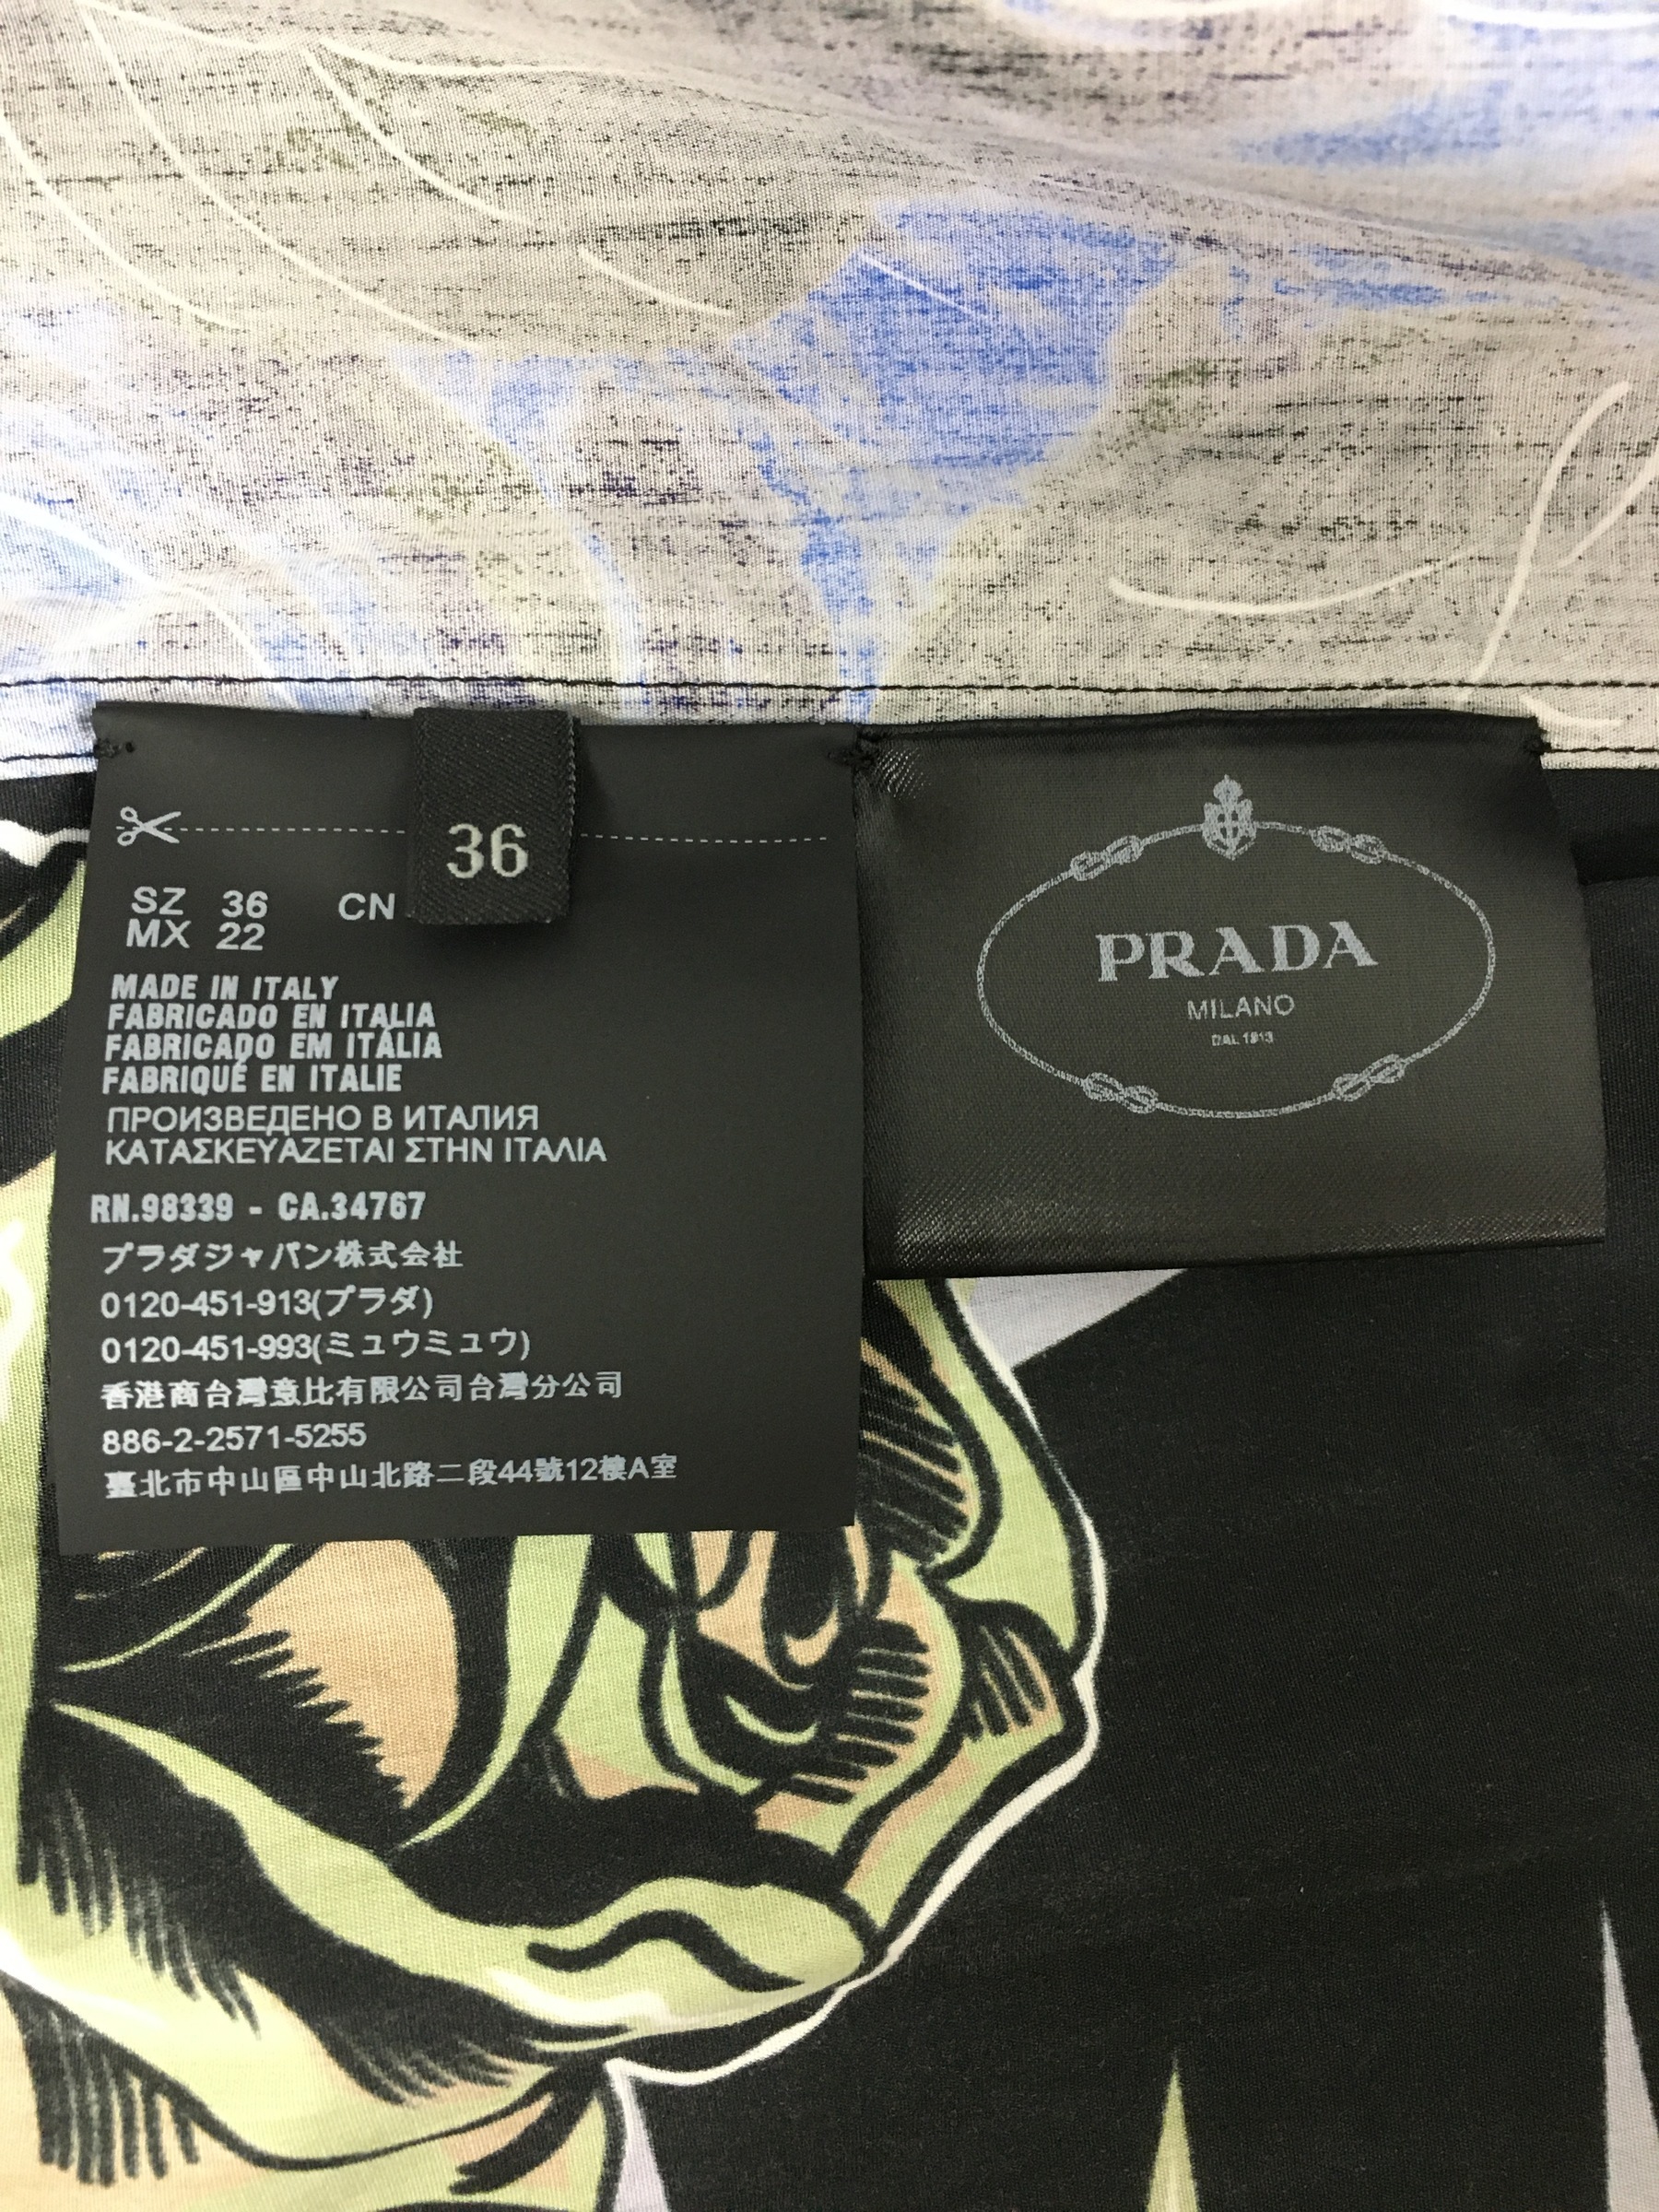 36
SZ 36 CN
MX 22
MADE IN ITALY
FABRICADO EN ITALIA
FABRICADO EM ITÁLIA
FABRIQUÉ EN ITALIE
ПРОИЗВЕДЕНО В ИТАЛИЯ
ΚΑΤΑΣΚΕΥΑΖΕΤΑΙ ΣΤΗΝ ΙΤΑΛΙΑ
RN.98339 - CA.34767
プラダジャパン株式会社
0120-451-913(プラダ)
0120-451-993(ミュウミュウ)
香港商台灣意比有限公司台灣分公司
886-2-2571-5255
臺北市中山區中山北路二段44號12樓A室
PRADA
MILANO
DAL 1913